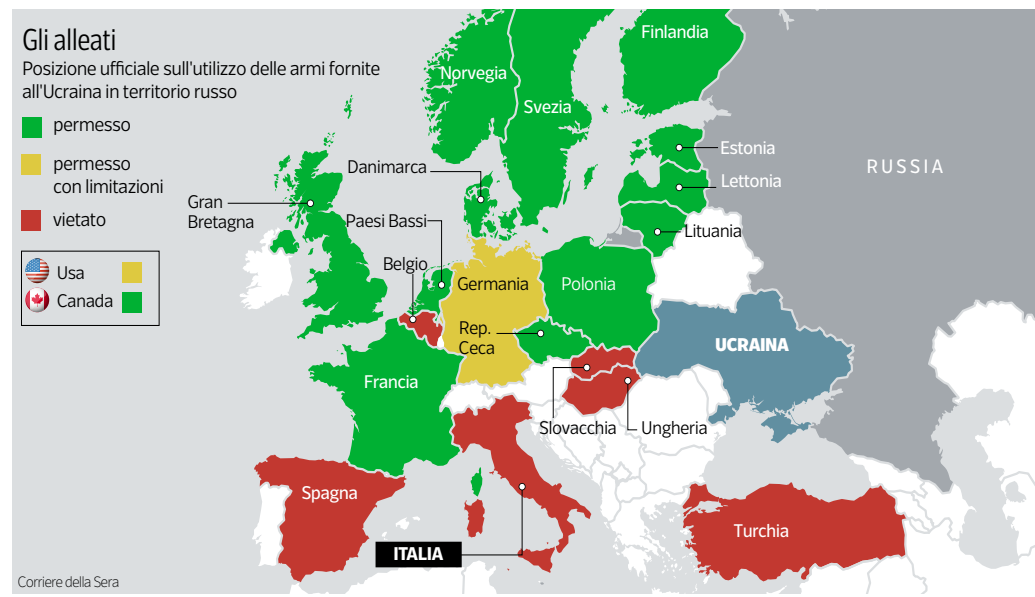 Gli alleati
Posizione ufficiale sull'utilizzo delle armi fornite
all'Ucraina in territorio russo
permesso
permesso
con limitazioni
vietato
Usa
Canada
Finlandia
Norvegia
Svezia
Estonia
RUSSIA
Danimarca
Lettonia
Gran
Bretagna
Paesi Bassi
Lituania
Belgio
Germania
Polonia
Rep.
Ceca
UCRAINA
Francia
Slovacchia
Ungheria
Spagna
Turchia
ITALIA
Corriere della Sera